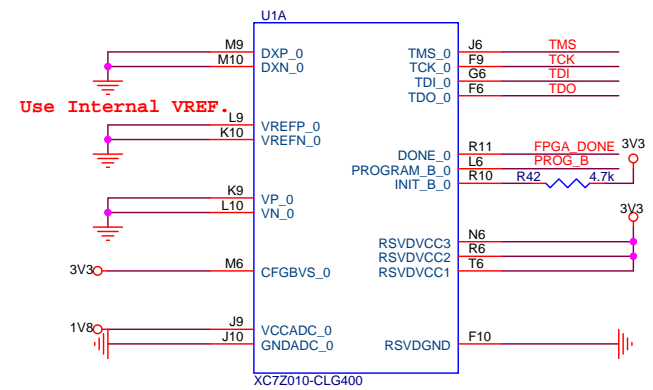 U1A
M9 DXP_0 TMS_0 J6 TMS
M10 DXN_0 TCK_0 F9 TCK
TDI_0 G6 TDI
TDO_0 F6 TDO
Use Internal VREF.
L9 VREFP_0
K10 VREFN_0
DONE_0 R11 FPGA_DONE 3V3
PROGRAM_B_0 L6 PROG_B
INIT_B_0 R10 R42 4.7k
K9 VP_0
L10 VN_0
3V3
RSVDVCC3 N6
RSVDVCC2 R6
3V3 M6 CFGBVS_0 RSVDVCC1 T6
1V8 J9 VCCADC_0
J10 GNDADC_0 RSVDGND F10
XC7Z010-CLG400